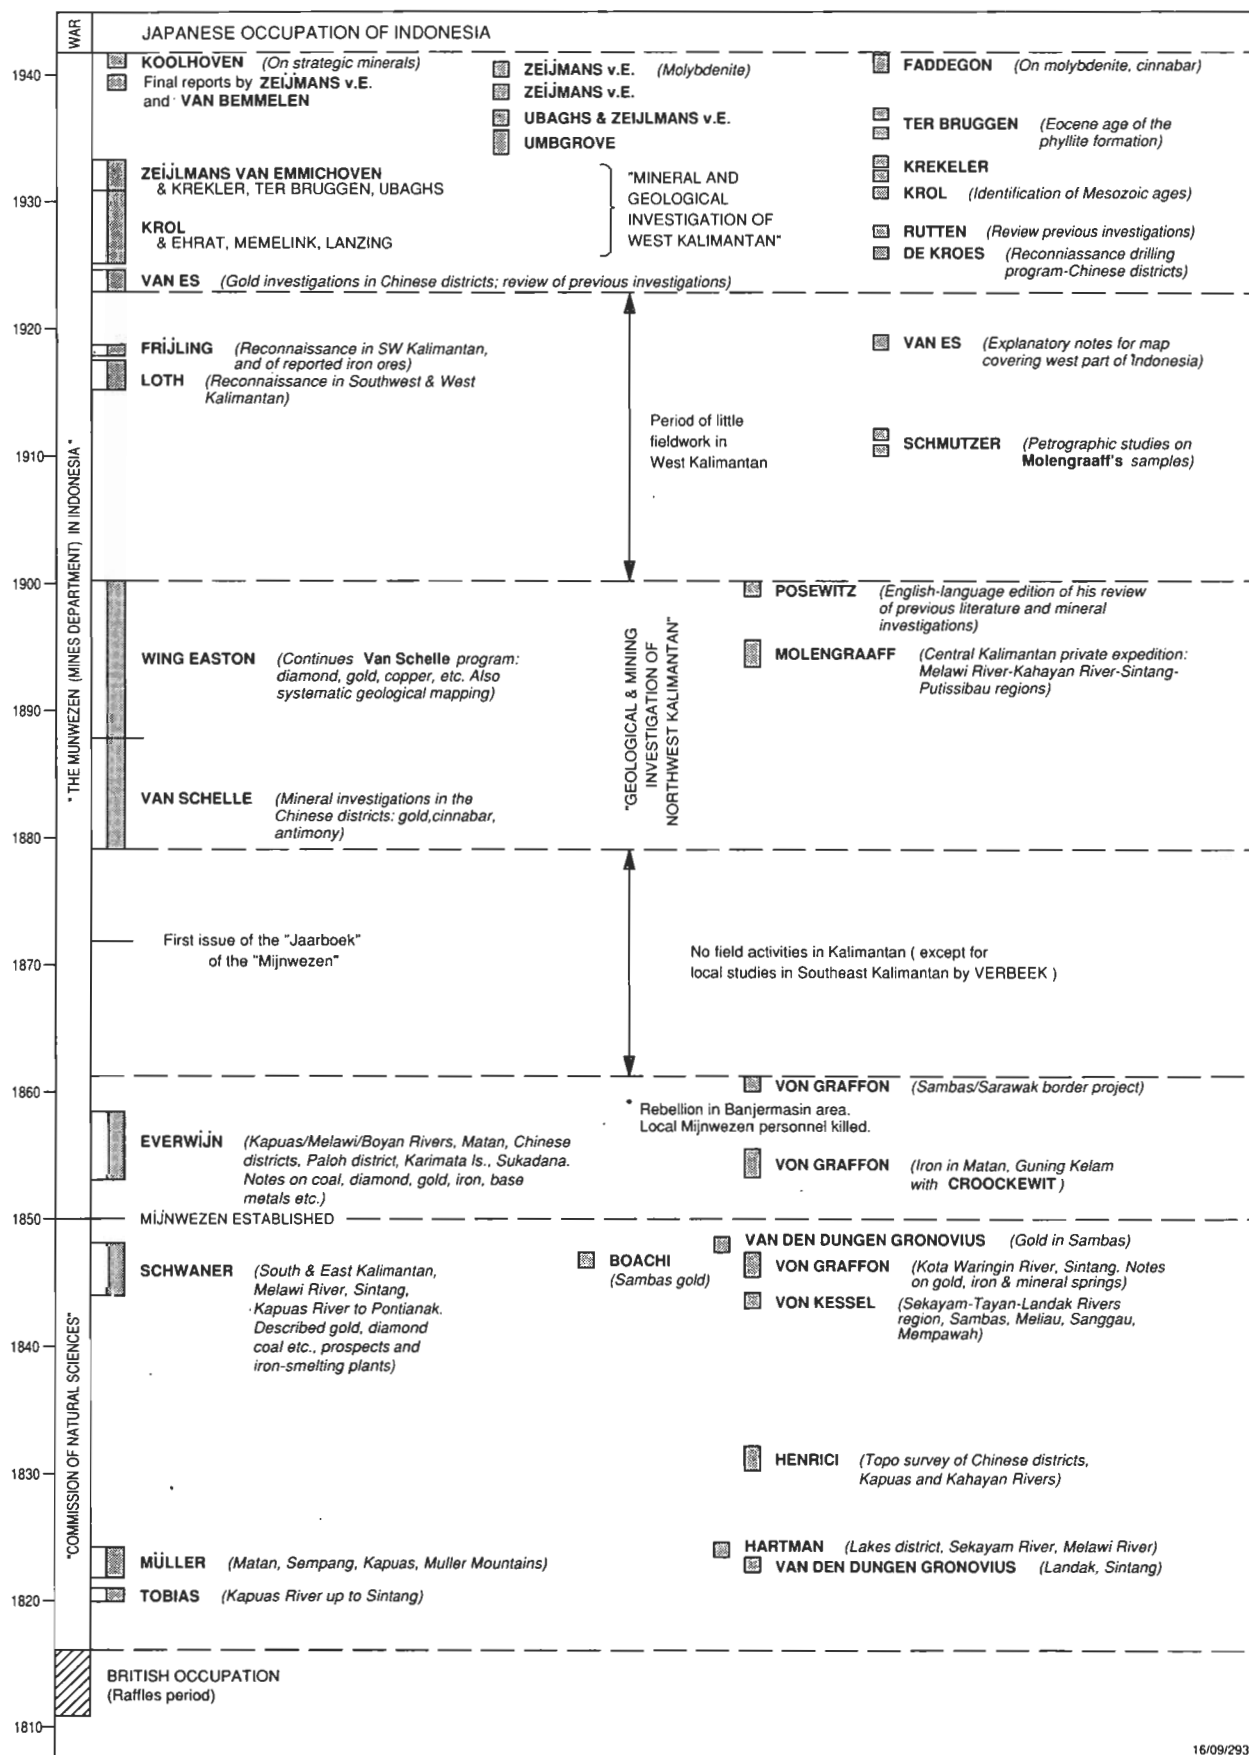 WAR
JAPANESE OCCUPATION OF INDONESIA
1940
KOOLHOVEN (On strategic minerals)
Final reports by ZEIJMANS v.E.
and VAN BEMMELEN
ZEIJMANS v.E. (Molybdenite)
ZEIJMANS v.E.
UBAGHS & ZEIJLMANS v.E.
UMBGROVE
FADDEGON (On molybdenite, cinnabar)
TER BRUGGEN (Eocene age of the
phyllite formation)
KREKELER
KROL (Identification of Mesozoic ages)
RUTTEN (Review previous investigations)
DE KROES (Reconniassance drilling
program-Chinese districts)
ZEIJLMANS VAN EMMICHOVEN
& KREKLER, TER BRUGGEN, UBAGHS
1930
KROL
& EHRAT, MEMELINK, LANZING
"MINERAL AND
GEOLOGICAL
INVESTIGATION OF
WEST KALIMANTAN"
VAN ES (Gold investigations in Chinese districts; review of previous investigations)
1920
FRIJLING (Reconnaissance in SW Kalimantan,
and of reported iron ores)
LOTH (Reconnaissance in Southwest & West
Kalimantan)
VAN ES (Explanatory notes for map
covering west part of Indonesia)
Period of little
fieldwork in
West Kalimantan
1910
SCHMUTZER (Petrographic studies on
Molengraaff's samples)
"THE MUNWEZEN (MINES DEPARTMENT) IN INDONESIA"
1900
POSEWITZ (English-language edition of his review
of previous literature and mineral
investigations)
WING EASTON (Continues Van Schelle program:
diamond, gold, copper, etc. Also
systematic geological mapping)
MOLENGRAAFF (Central Kalimantan private expedition:
Melawi River-Kahayan River-Sintang-
Putissibau regions)
"GEOLOGICAL & MINING
INVESTIGATION OF
NORTHWEST KALIMANTAN"
1890
VAN SCHELLE (Mineral investigations in the
Chinese districts: gold,cinnabar,
antimony)
1880
First issue of the "Jaarboek"
of the "Mijnwezen"
1870
No field activities in Kalimantan ( except for
local studies in Southeast Kalimantan by VERBEEK )
1860
VON GRAFFON (Sambas/Sarawak border project)
Rebellion in Banjermasin area.
Local Mijnwezen personnel killed.
EVERWIJN (Kapuas/Melawi/Boyan Rivers, Matan, Chinese
districts, Paloh district, Karimata Is., Sukadana.
Notes on coal, diamond, gold, iron, base
metals etc.)
VON GRAFFON (Iron in Matan, Guning Kelam
with CROOCKEWIT )
1850
MIJNWEZEN ESTABLISHED
SCHWANER (South & East Kalimantan,
Melawi River, Sintang,
Kapuas River to Pontianak.
Described gold, diamond
coal etc., prospects and
iron-smelting plants)
BOACHI
(Sambas gold)
VAN DEN DUNGEN GRONOVIUS (Gold in Sambas)
VON GRAFFON (Kota Waringin River, Sintang. Notes
on gold, iron & mineral springs)
VON KESSEL (Sekayam-Tayan-Landak Rivers
region, Sambas, Meliau, Sanggau,
Mempawah)
1840
"COMMISSION OF NATURAL SCIENCES"
1830
HENRICI (Topo survey of Chinese districts,
Kapuas and Kahayan Rivers)
MÜLLER (Matan, Sempang, Kapuas, Muller Mountains)
HARTMAN (Lakes district, Sekayam River, Melawi River)
VAN DEN DUNGEN GRONOVIUS (Landak, Sintang)
1820
TOBIAS (Kapuas River up to Sintang)
BRITISH OCCUPATION
(Raffles period)
1810
16/09/293